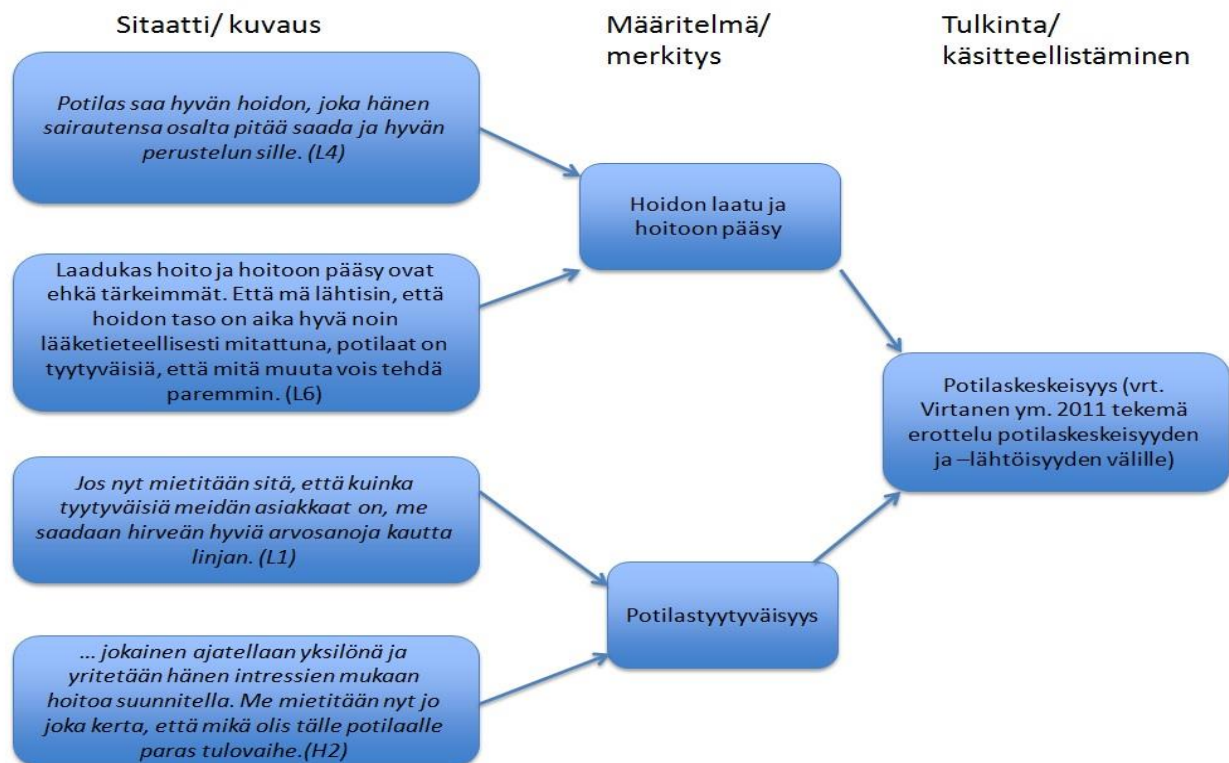 Sitaatti/ kuvaus
Määritelmä/
merkitys
Tulkinta/
käsitteellistäminen
Potilas saa hyvän hoidon, joka hänen
sairautensa osalta pitää saada ja hyvän
perustelun sille. (L4)
Laadukas hoito ja hoitoon pääsy ovat
ehkä tärkeimmät. Että mä lähtisin, että
hoidon taso on aika hyvä noin
lääketieteellisesti mitattuna, potilaat on
tyytyväisiä, että mitä muuta vois tehdä
paremmin. (L6)
Jos nyt mietitään sitä, että kuinka
tyytyväisiä meidän asiakkaat on, me
saadaan hirveän hyviä arvosanoja kautta
linjan. (L1)
... jokainen ajatellaan yksilönä ja
yritetään hänen intressien mukaan
hoitoa suunnitella. Me mietitään nyt jo
joka kerta, että mikä olis tälle potilaalle
paras tulovaihe.(H2)
Hoidon laatu ja
hoitoon pääsy
Potilastyytyväisyys
Potilaskeskeisyys (vrt.
Virtanen ym. 2011 tekemä
erottelu potilaskeskeisyyden
ja –lähtöisyyden välille)